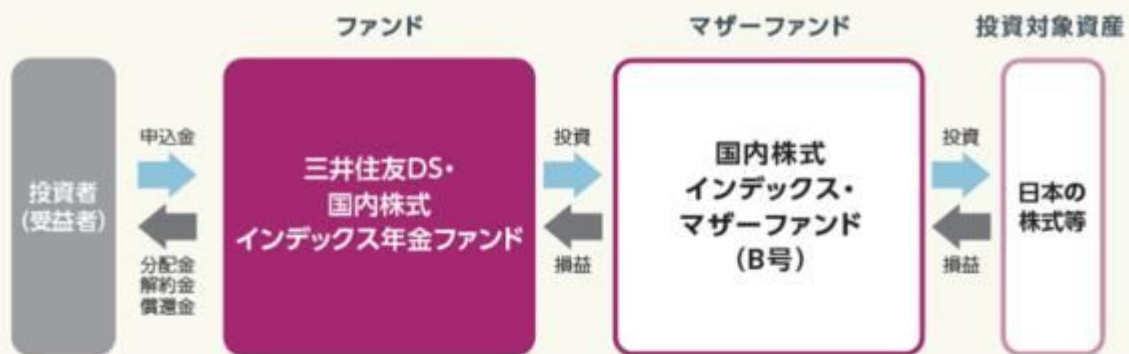 ファンド
マザーファンド
投資対象資産
投資者
(受益者)
申込金
分配金
解約金
償還金
三井住友DS・
国内株式
インデックス年金ファンド
投資
損益
国内株式
インデックス・
マザーファンド
(B号)
投資
損益
日本の
株式等